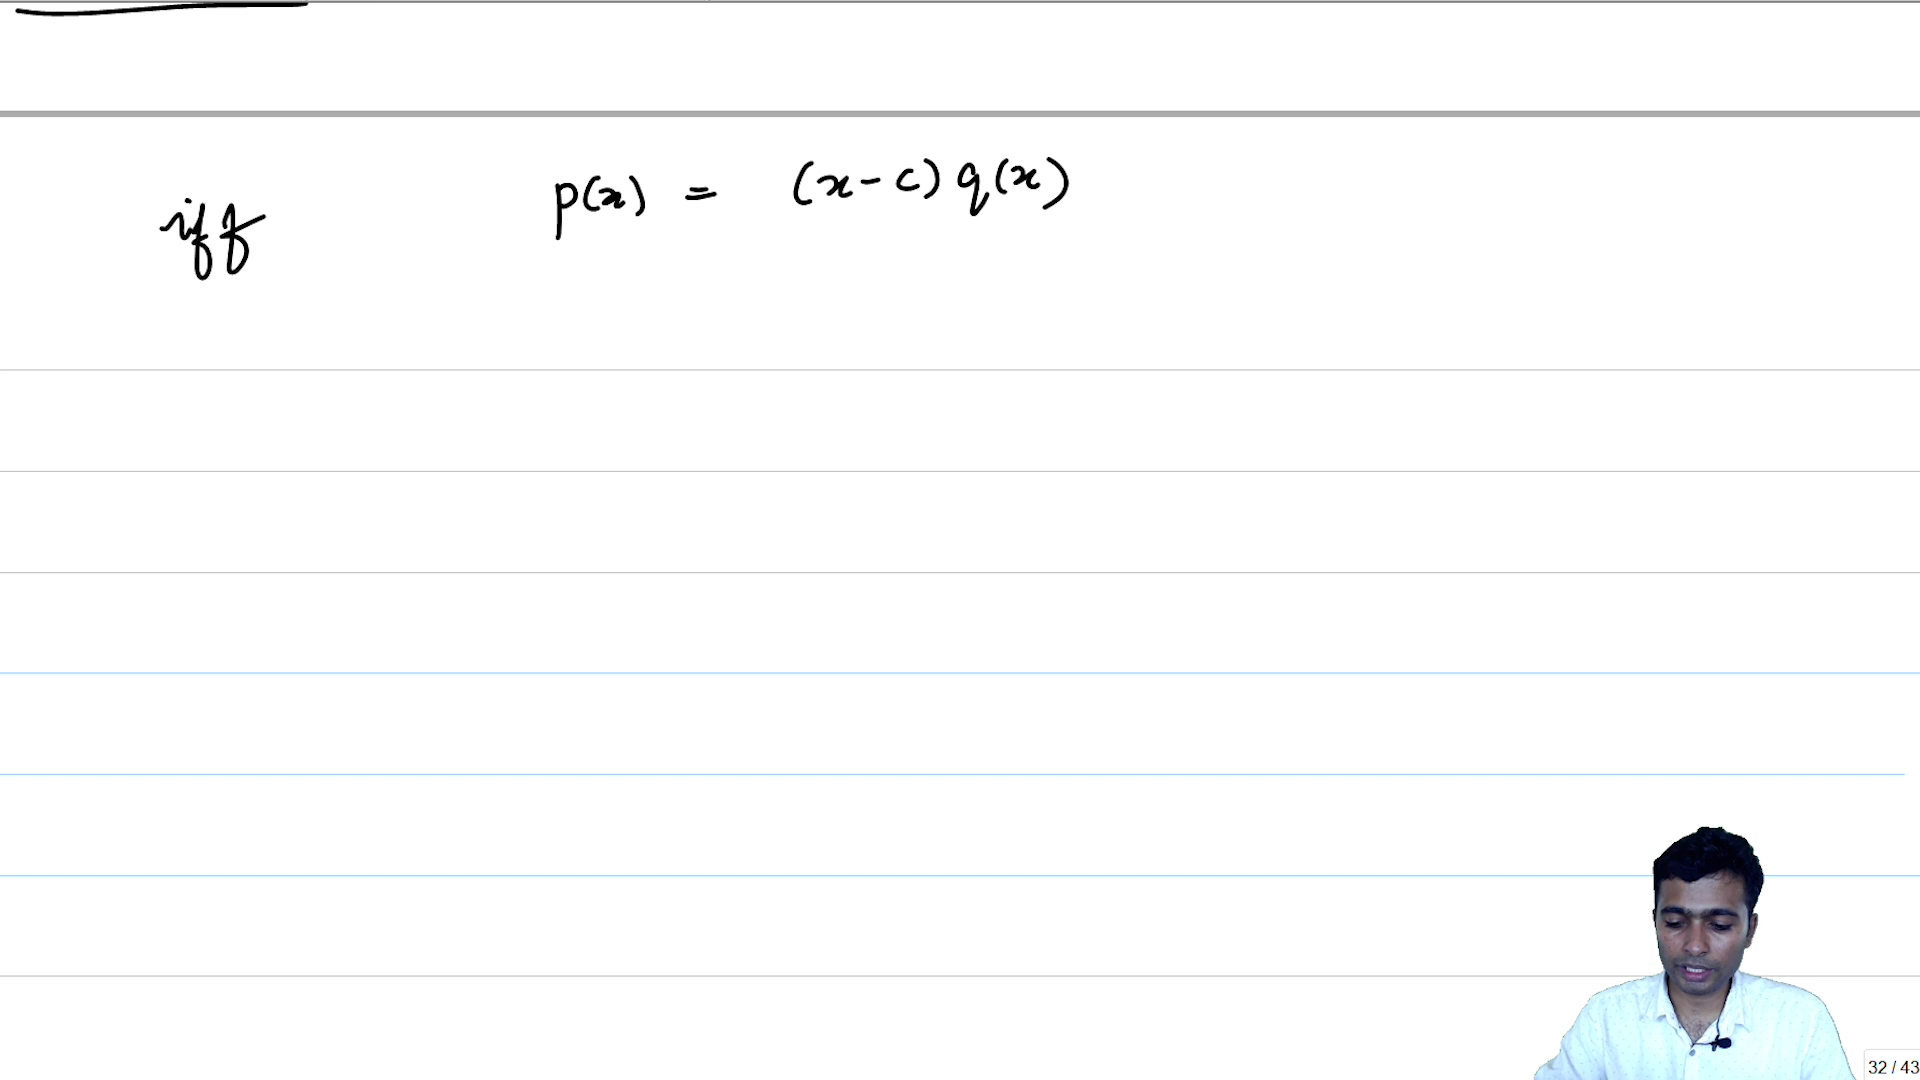 iff p(x) = (x-c) q(x)
32 / 43